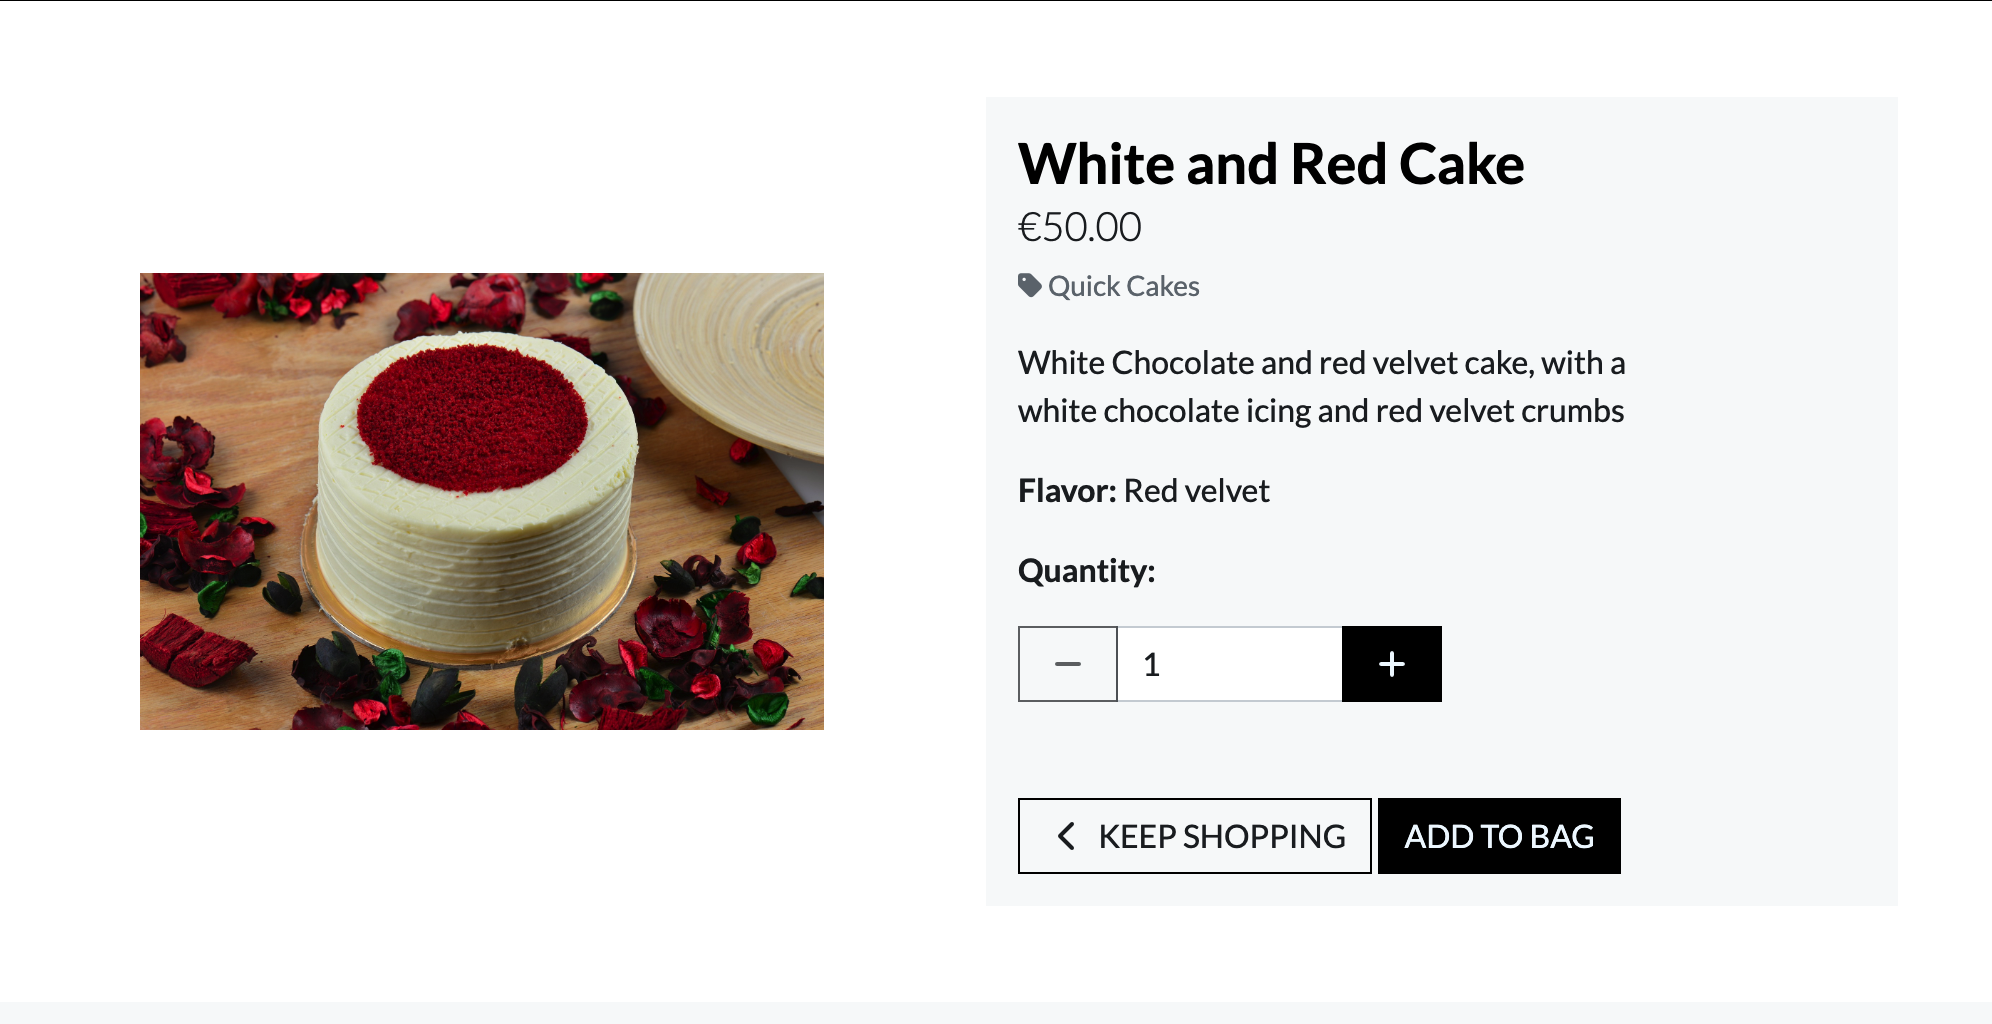 White and Red Cake
€50.00
Quick Cakes
White Chocolate and red velvet cake, with a
white chocolate icing and red velvet crumbs
Flavor: Red velvet
Quantity:
1
KEEP SHOPPING
ADD TO BAG